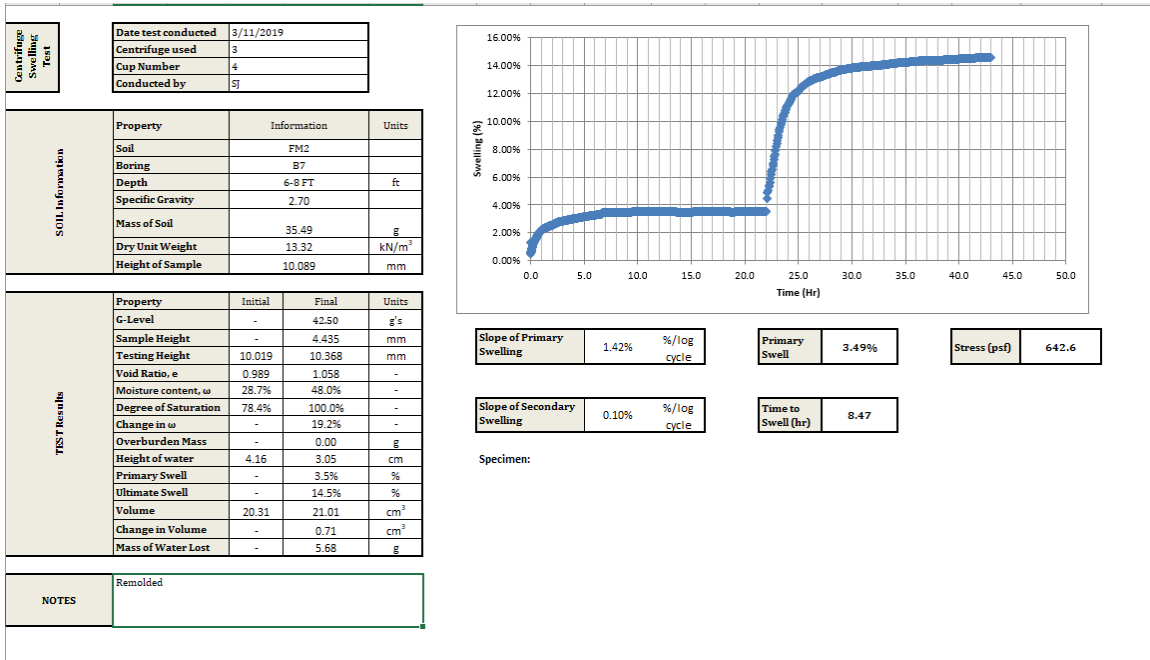 Centrifuge
Swelling
Test
Date test conducted 3/11/2019
Centrifuge used 3
Cup Number 4
Conducted by SJ
SOIL Information
Property Information Units
Soil FM2
Boring B7
Depth 6-8 FT ft
Specific Gravity 2.70
Mass of Soil 35.49 g
Dry Unit Weight 13.32 kN/m³
Height of Sample 10.089 mm
TEST Results
Property Initial Final Units
G-Level - 42.50 g's
Sample Height - 4.435 mm
Testing Height 10.019 10.368 mm
Void Ratio, e 0.989 1.058 -
Moisture content, ω 28.7% 48.0% -
Degree of Saturation 78.4% 100.0% -
Change in ω - 19.2% -
Overburden Mass - 0.00 g
Height of water 4.16 3.05 cm
Primary Swell - 3.5% %
Ultimate Swell - 14.5% %
Volume 20.31 21.01 cm³
Change in Volume - 0.71 cm³
Mass of Water Lost - 5.68 g
NOTES
Remolded
Swelling (%)
16.00%
14.00%
12.00%
10.00%
8.00%
6.00%
4.00%
2.00%
0.00%
0.0 5.0 10.0 15.0 20.0 25.0 30.0 35.0 40.0 45.0 50.0
Time (Hr)
Slope of Primary
Swelling
1.42%
%/log
cycle
Primary
Swell
3.49%
Stress (psf)
642.6
Slope of Secondary
Swelling
0.10%
%/log
cycle
Time to
Swell (hr)
8.47
Specimen: